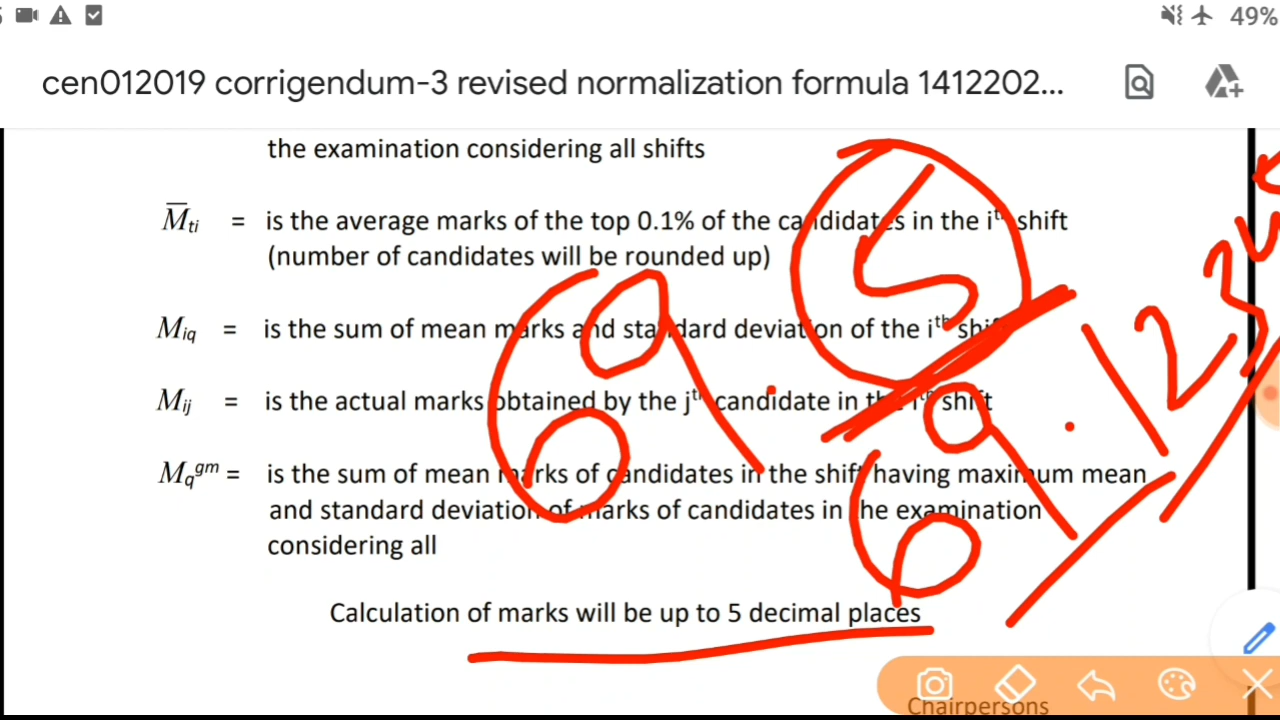 49%
cen012019 corrigendum-3 revised normalization formula 1412202...
the examination considering all shifts
M̅ti = is the average marks of the top 0.1% of the candidates in the ith shift
(number of candidates will be rounded up)
Miq = is the sum of mean marks and standard deviation of the ith shift
Mij = is the actual marks obtained by the jth candidate in the ith shift
Mqgm = is the sum of mean marks of candidates in the shift having maximum mean
and standard deviation of marks of candidates in the examination
considering all
Calculation of marks will be up to 5 decimal places
Chairpersons
69.5
69.123